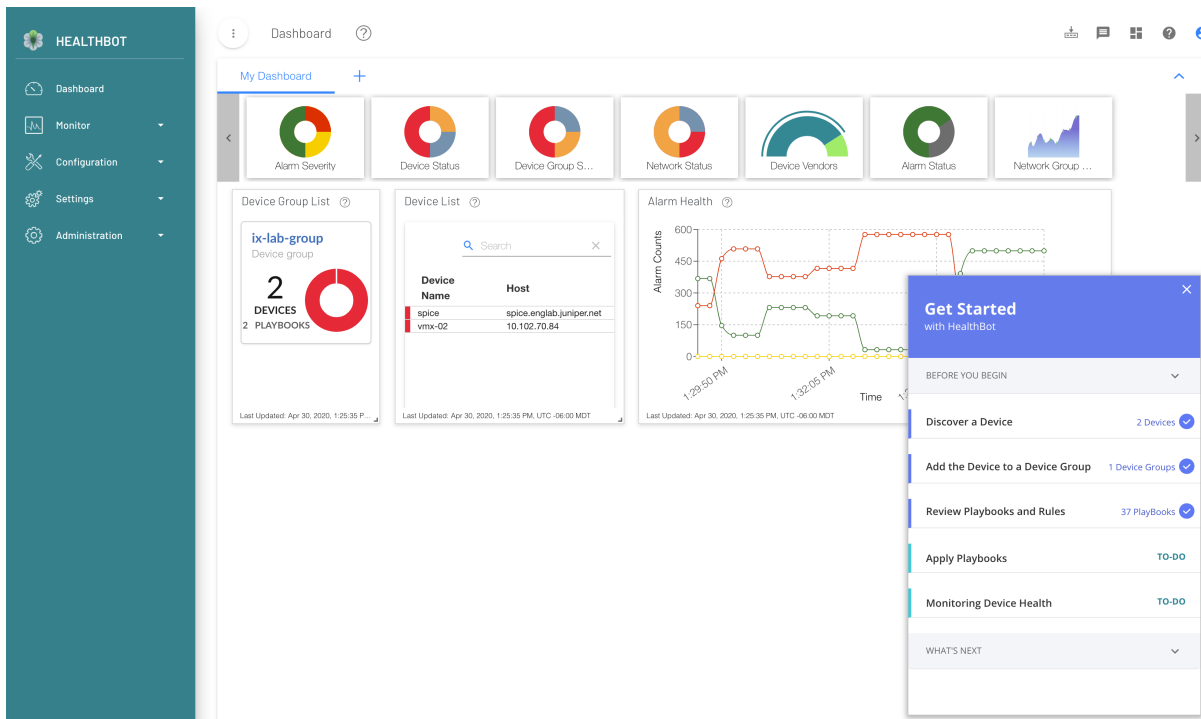 HEALTHBOT
Dashboard
Monitor
Configuration
Settings
Administration
Dashboard
My Dashboard
Alarm Severity
Device Status
Device Group S...
Network Status
Device Vendors
Alarm Status
Network Group ...
Device Group List
ix-lab-group
Device group
2
DEVICES
2 PLAYBOOKS
Last Updated: Apr 30, 2020, 1:25:35 P...
Device List
Search
Device Name
Host
spice spice.englab.juniper.net
vmx-02 10.102.70.84
Last Updated: Apr 30, 2020, 1:25:35 PM, UTC -06:00 MDT
Alarm Health
Alarm Counts
600
450
300
150
0
1:29:50 PM
1:32:05 PM
Time
Last Updated: Apr 30, 2020, 1:25:35 PM, UTC -06:00 MDT
Get Started
with HealthBot
BEFORE YOU BEGIN
Discover a Device 2 Devices
Add the Device to a Device Group 1 Device Groups
Review Playbooks and Rules 37 PlayBooks
Apply Playbooks TO-DO
Monitoring Device Health TO-DO
WHAT'S NEXT